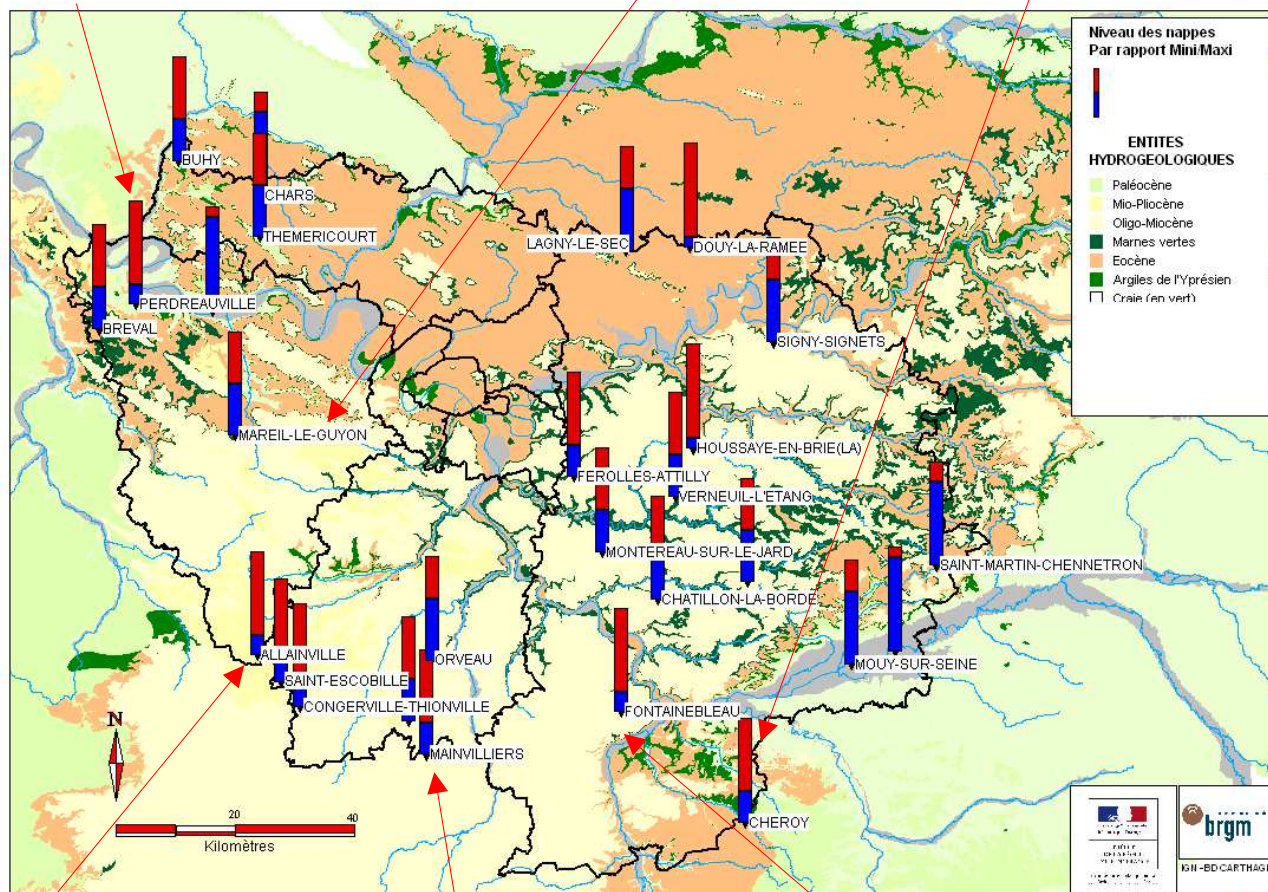 Niveau des nappes
Par rapport Mini/Maxi
ENTITES
HYDROGEOLOGIQUES
Paléocène
Mio-Pliocène
Oligo-Miocène
Marnes vertes
Eocène
Argiles de l'Yprésien
Craie (en vert)
BUHY
CHARS
THEMERICOURT
LAGNY-LE-SEC
DOUY-LA-RAMEE
PERDREAUVILLE
BREVAL
SIGNY-SIGNETS
MAREIL-LE-GUYON
HOUSSAYE-EN-BRIE(LA)
FEROLLES-ATTILLY
VERNEUIL-L'ETANG
MONTEREAU-SUR-LE-JARD
SAINT-MARTIN-CHENNETRON
CHATILLON-LA-BORDE
ALLAINVILLE
ORVEAU
MOUY-SUR-SEINE
SAINT-ESCOBILLE
CONGERVILLE-THIONVILLE
FONTAINEBLEAU
MAINVILLIERS
CHEROY
N
20
40
Kilomètres
brgm
IGN-BD CARTHAGE